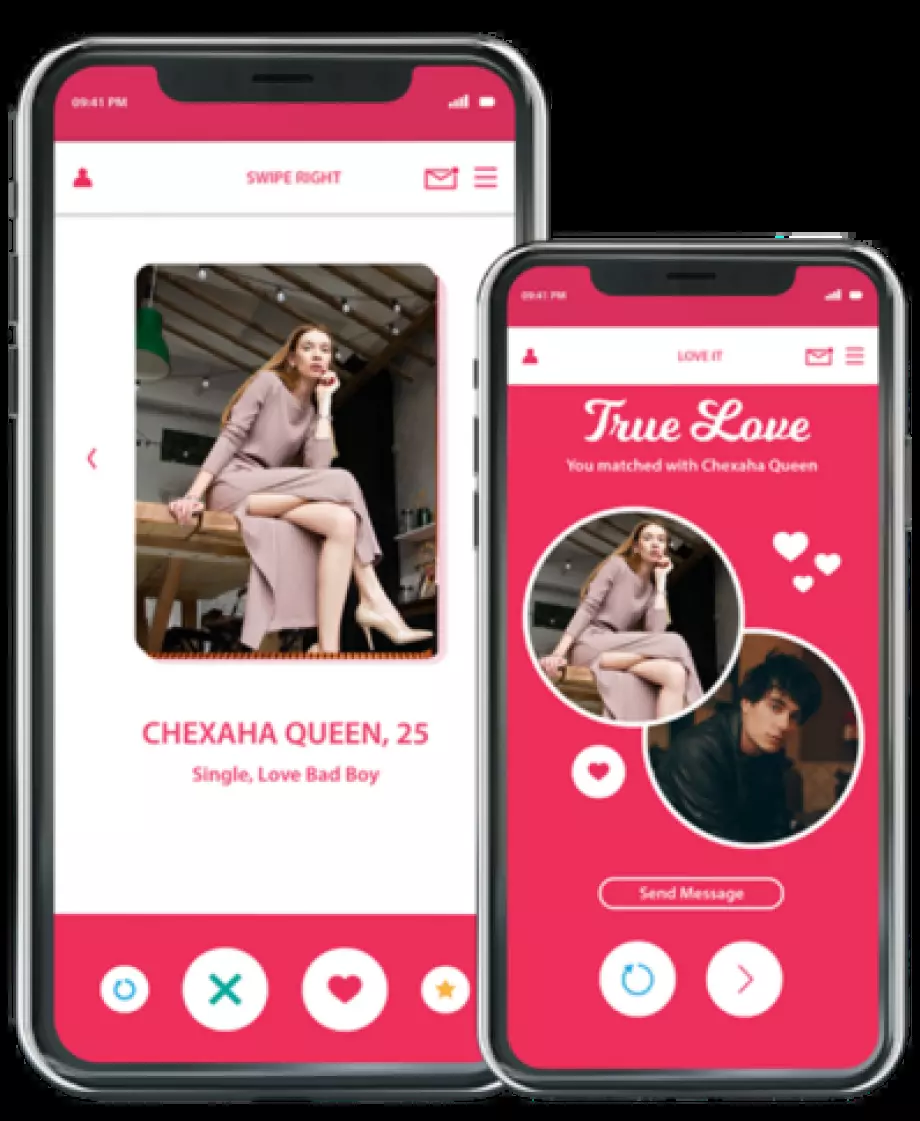 09:41 PM
SWIPE RIGHT
CHEXAHA QUEEN, 25
Single, Love Bad Boy
09:41 PM
LOVE IT
True Love
You matched with Chexaha Queen
Send Message